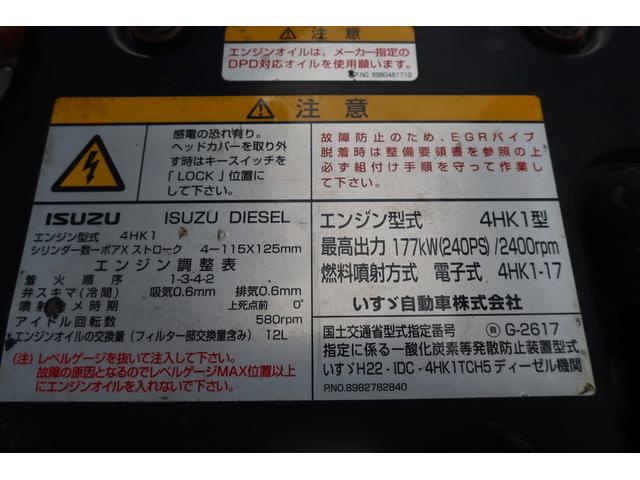 注意
エンジンオイルは、メーカー指定の
DPD対応オイルを使用願います。
P.NO. 8980461710
注意
感電の恐れ有り。
ヘッドカバーを取り外
す時はキースイッチを
「LOCK」位置に
して下さい。
故障防止のため、EGRパイプ
脱着時は整備要領書を参照の上
必ず組付け手順を守って作業し
て下さい。
ISUZU ISUZU DIESEL
エンジン型式 4HK1
シリンダー数ーボアXストローク 4－115X125mm
エンジン調整表
着火順序 1-3-4-2
弁スキマ(冷間) 吸気0.6mm 排気0.6mm
噴射始メ時期 上死点前 0°
アイドル回転数 580rpm
エンジンオイルの交換量(フィルター部交換量含み) 12L
(注)レベルゲージを抜いて注入して下さい。
故障の原因となるのでレベルゲージMAX位置以上
にエンジンオイルを入れないで下さい。
エンジン型式 4HK1型
最高出力 177kW(240PS)/2400rpm
燃料噴射方式 電子式 4HK1-17
いすゞ自動車株式会社
国土交通省型式指定番号 自 G-2617
指定に係る一酸化炭素等発散防止装置型式
いすゞH22-IDC-4HK1TCH5 ディーゼル機関
P.NO. 8982782840